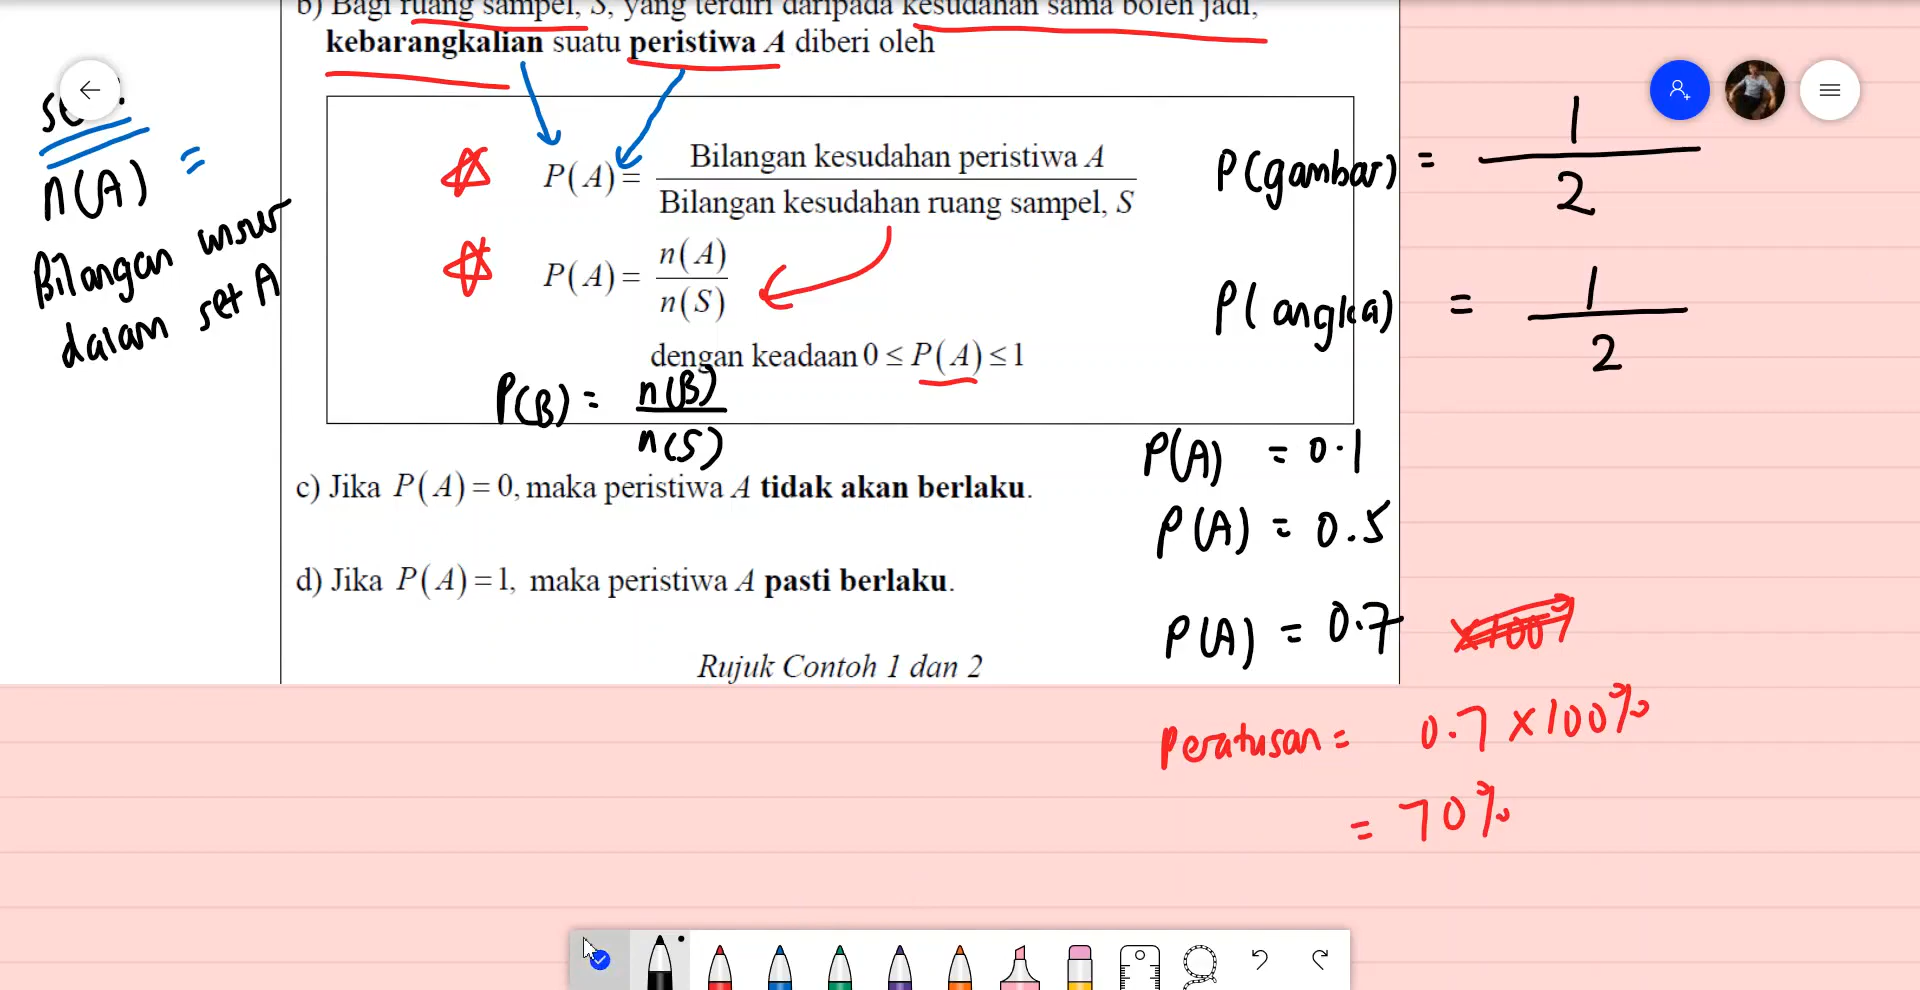 b) Bagi ruang sampel, S, yang terdiri daripada kesudahan sama boleh jadi,
kebarangkalian suatu peristiwa A diberi oleh
n(A) =
Bilangan unsur
dalam set A
P(A) = Bilangan kesudahan peristiwa A / Bilangan kesudahan ruang sampel, S
P(A) = n(A) / n(S)
dengan keadaan 0 ≤ P(A) ≤ 1
P(B) = n(B) / n(S)
c) Jika P(A) = 0, maka peristiwa A tidak akan berlaku.
d) Jika P(A) = 1, maka peristiwa A pasti berlaku.
Rujuk Contoh 1 dan 2
P(gambar) = 1 / 2
P(angka) = 1 / 2
P(A) = 0.1
P(A) = 0.5
P(A) = 0.7
Peratusan = 0.7 × 100%
= 70%